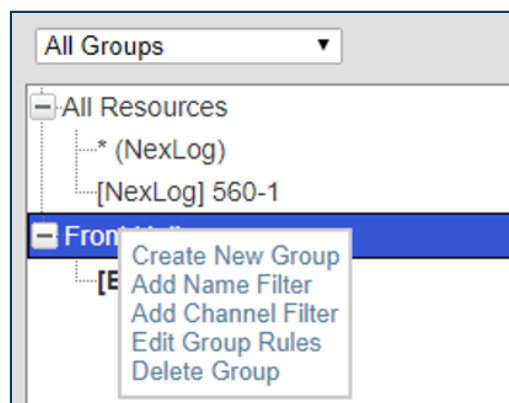 All Groups
All Resources
* (NexLog)
[NexLog] 560-1
Create New Group
Add Name Filter
Add Channel Filter
Edit Group Rules
Delete Group